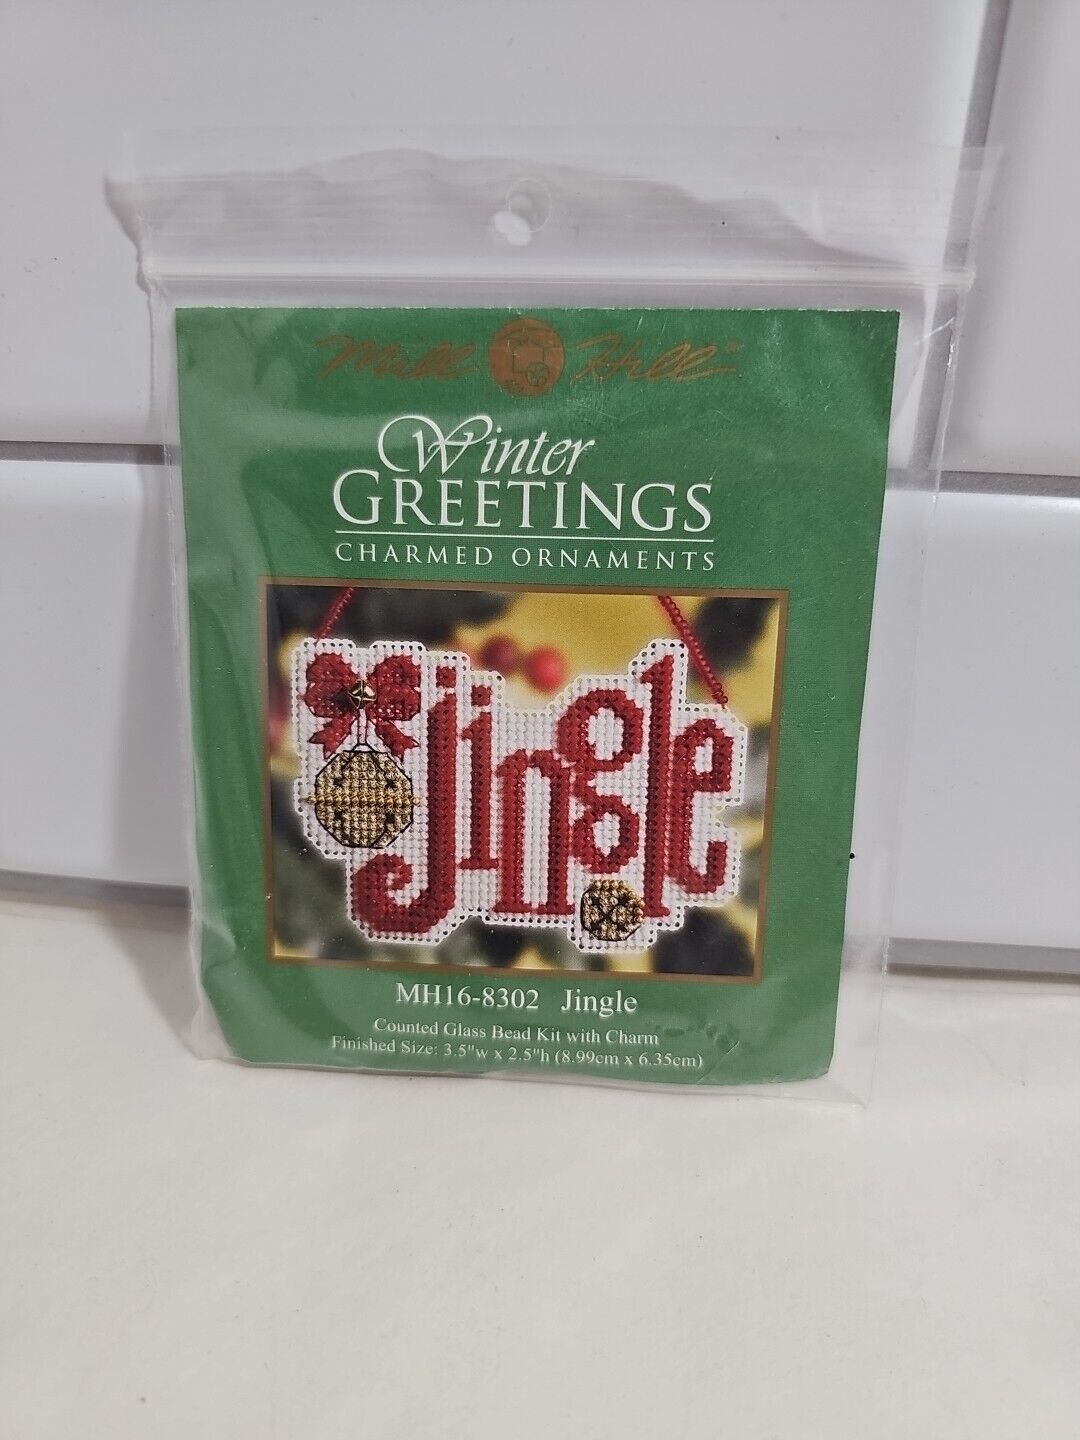 Mill Hill®
Winter
GREETINGS
CHARMED ORNAMENTS
Jingle
MH16-8302 Jingle
Counted Glass Bead Kit with Charm
Finished Size: 3.5"w x 2.5"h (8.99cm x 6.35cm)